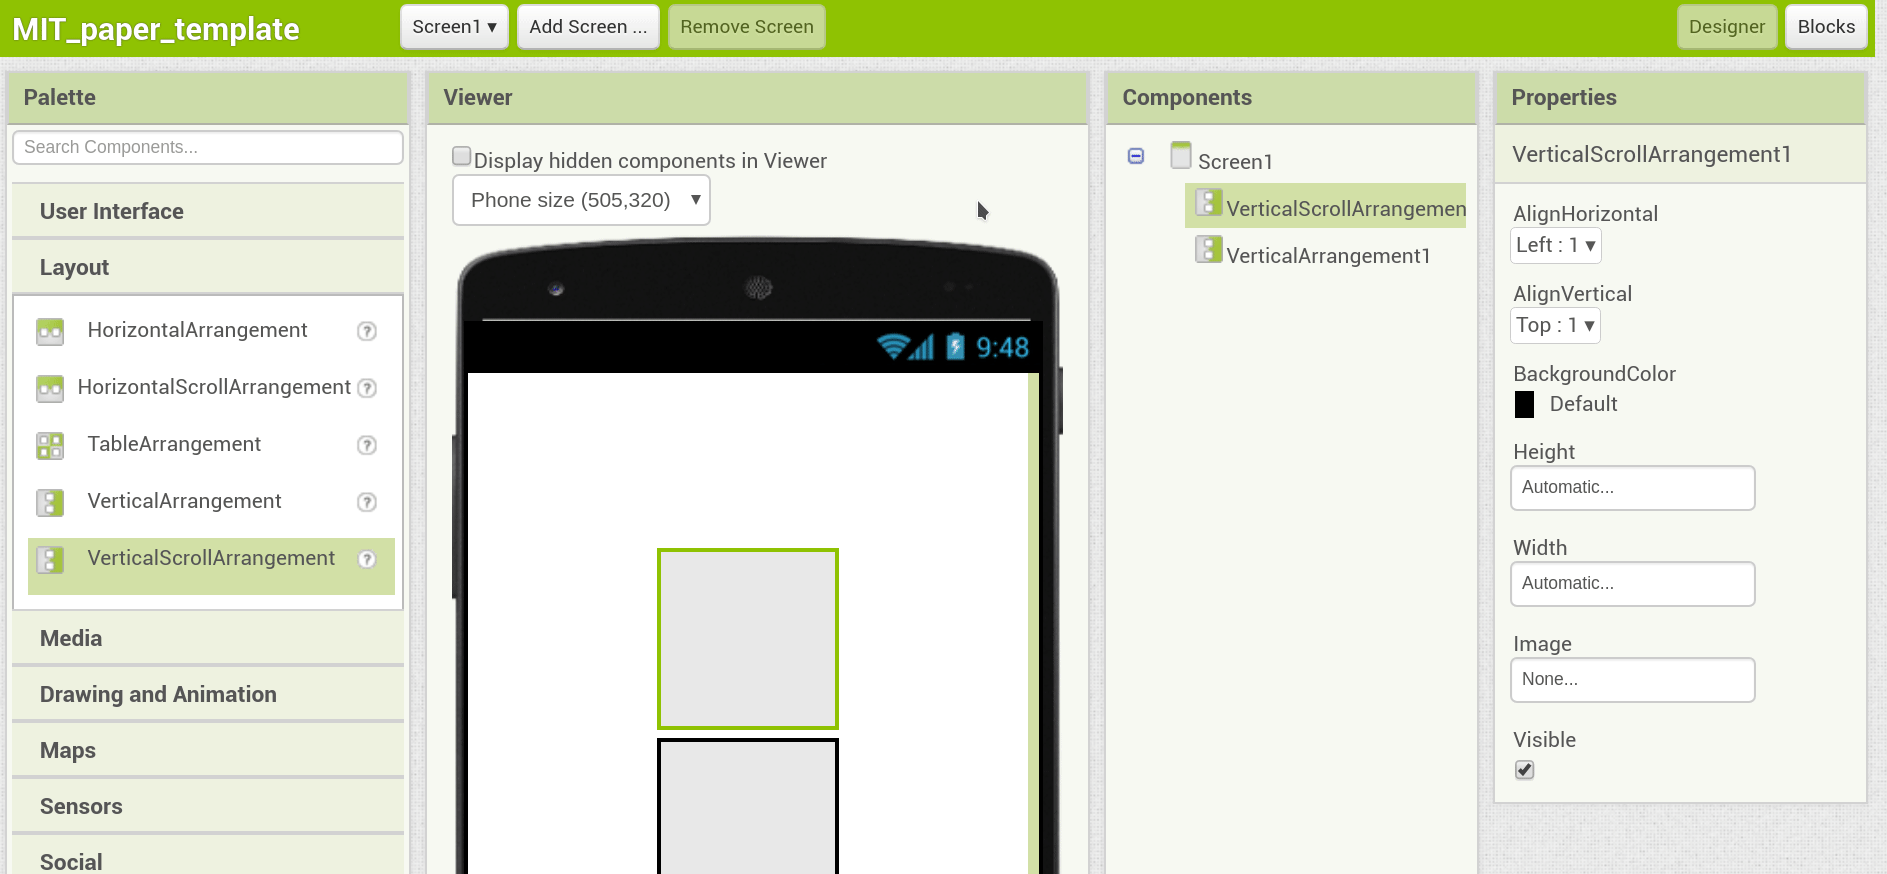 MIT_paper_template
Screen1 ▾
Add Screen ...
Remove Screen
Designer
Blocks
Palette
Search Components...
User Interface
Layout
HorizontalArrangement
HorizontalScrollArrangement
TableArrangement
VerticalArrangement
VerticalScrollArrangement
Media
Drawing and Animation
Maps
Sensors
Social
Viewer
Display hidden components in Viewer
Phone size (505,320)
9:48
Components
Screen1
VerticalScrollArrangemen
VerticalArrangement1
Properties
VerticalScrollArrangement1
AlignHorizontal
Left : 1 ▾
AlignVertical
Top : 1 ▾
BackgroundColor
Default
Height
Automatic...
Width
Automatic...
Image
None...
Visible